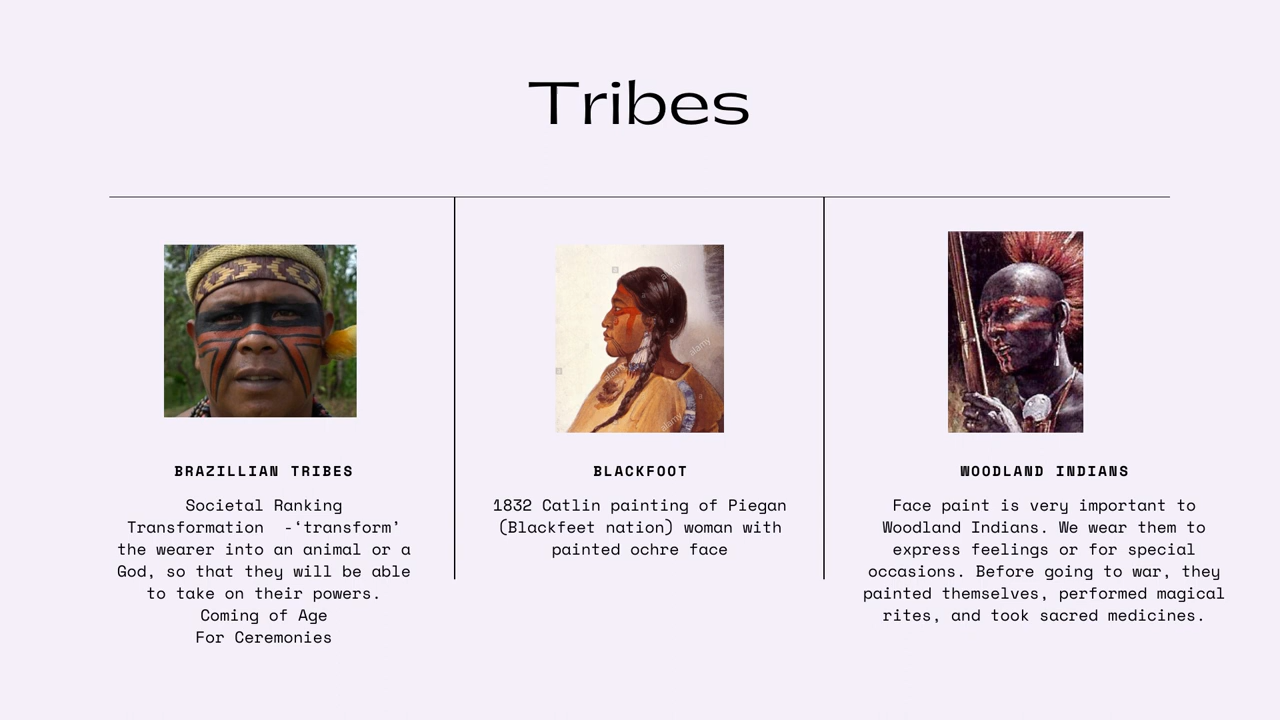 Tribes
BRAZILLIAN TRIBES
Societal Ranking
Transformation  -‘transform’
the wearer into an animal or a
God, so that they will be able
to take on their powers.
Coming of Age
For Ceremonies
alamy
alamy
alamy
BLACKFOOT
1832 Catlin painting of Piegan
(Blackfeet nation) woman with
painted ochre face
WOODLAND INDIANS
Face paint is very important to
Woodland Indians. We wear them to
express feelings or for special
occasions. Before going to war, they
painted themselves, performed magical
rites, and took sacred medicines.